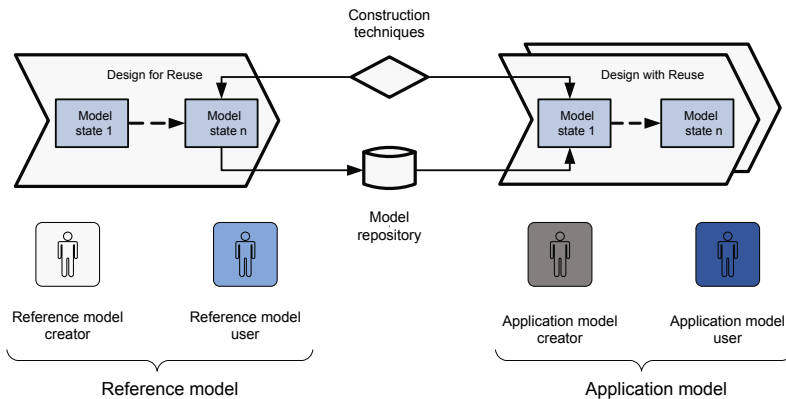 Construction
techniques
Design for Reuse
Design with Reuse
Model
state 1
Model
state n
Model
state 1
Model
state n
Model
repository
Reference model
creator
Reference model
user
Application model
creator
Application model
user
Reference model
Application model